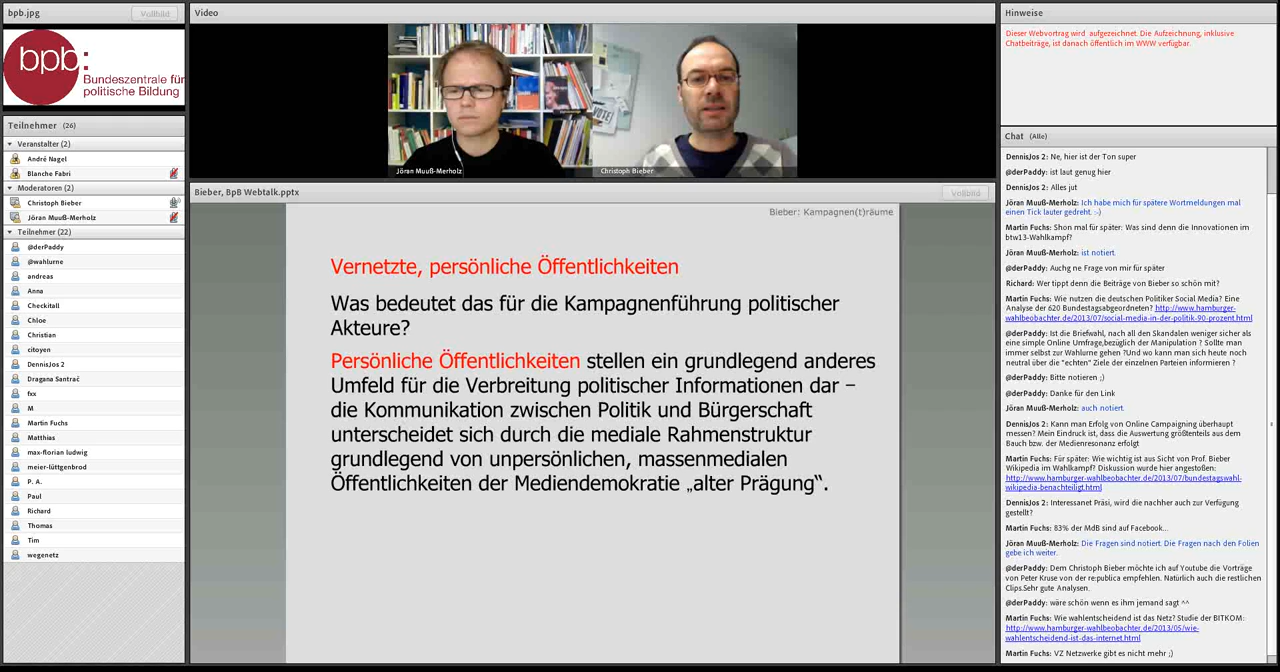 bpb.jpg
Vollbild
bpb:
Bundeszentrale für
politische Bildung
Teilnehmer (26)
Veranstalter (2)
André Nagel
Blanche Fabri
Moderatoren (2)
Christoph Bieber
Jöran Muuß-Merholz
Teilnehmer (22)
@derPaddy
@wahlurne
andreas
Anna
Checkitall
Chloe
Christian
citoyen
DennisJos 2
Dragana Santrač
fxx
M
Martin Fuchs
Matthias
max-florian ludwig
meier-lüttgenbrod
P. A.
Paul
Richard
Thomas
Tim
wegenetz
Video
VOTE
Jöran Muuß-Merholz
Christoph Bieber
Bieber, BpB Webtalk.pptx
Vollbild
Bieber: Kampagnen(t)räume
Vernetzte, persönliche Öffentlichkeiten
Was bedeutet das für die Kampagnenführung politischer
Akteure?
Persönliche Öffentlichkeiten stellen ein grundlegend anderes
Umfeld für die Verbreitung politischer Informationen dar –
die Kommunikation zwischen Politik und Bürgerschaft
unterscheidet sich durch die mediale Rahmenstruktur
grundlegend von unpersönlichen, massenmedialen
Öffentlichkeiten der Mediendemokratie „alter Prägung“.
Hinweise
Dieser Webvortrag wird aufgezeichnet. Die Aufzeichnung, inklusive
Chatbeiträge, ist danach öffentlich im WWW verfügbar.
Chat (Alle)
DennisJos 2: Ne, hier ist der Ton super
@derPaddy: ist laut genug hier
DennisJos 2: Alles jut
Jöran Muuß-Merholz: Ich habe mich für spätere Wortmeldungen mal
einen Tick lauter gedreht. :-)
Martin Fuchs: Shon mal für später: Was sind denn die Innovationen im
btw13-Wahlkampf?
Jöran Muuß-Merholz: ist notiert.
@derPaddy: Auchg ne Frage von mir für später
Richard: Wer tippt denn die Beiträge von Bieber so schön mit?
Martin Fuchs: Wie nutzen die deutschen Politiker Social Media? Eine
Analyse der 620 Bundestagsabgeordneten? http://www.hamburger-
wahlbeobachter.de/2013/07/social-media-in-der-politik-90-prozent.html
@derPaddy: Ist die Briefwahl, nach all den Skandalen weniger sicher als
eine simple Online Umfrage,bezüglich der Manipulation ? Sollte man
immer selbst zur Wahlurne gehen ?Und wo kann man sich heute noch
neutral über die "echten" Ziele der einzelnen Parteien informieren ?
@derPaddy: Bitte notieren ;)
@derPaddy: Danke für den Link
Jöran Muuß-Merholz: auch notiert.
DennisJos 2: Kann man Erfolg von Online Campaigning überhaupt
messen? Mein Eindruck ist, dass die Auswertung größtenteils aus dem
Bauch bzw. der Medienresonanz erfolgt
Martin Fuchs: Für später: Wie wichtig ist aus Sicht von Prof. Bieber
Wikipedia im Wahlkampf? Diskussion wurde hier angestoßen:
http://www.hamburger-wahlbeobachter.de/2013/07/bundestagswahl-
wikipedia-benachteiligt.html
DennisJos 2: Interessanet Präsi, wird die nachher auch zur Verfügung
gestellt?
Martin Fuchs: 83% der MdB sind auf Facebook...
Jöran Muuß-Merholz: Die Fragen sind notiert. Die Fragen nach den Folien
gebe ich weiter.
@derPaddy: Dem Christoph Bieber möchte ich auf Youtube die Vorträge
von Peter Kruse von der re:publica empfehlen. Natürlich auch die restlichen
Clips.Sehr gute Analysen.
@derPaddy: wäre schön wenn es ihm jemand sagt ^^
Martin Fuchs: Wie wahlentscheidend ist das Netz? Studie der BITKOM:
http://www.hamburger-wahlbeobachter.de/2013/05/wie-
wahlentscheidend-ist-das-internet.html
Martin Fuchs: VZ Netzwerke gibt es nicht mehr ;)